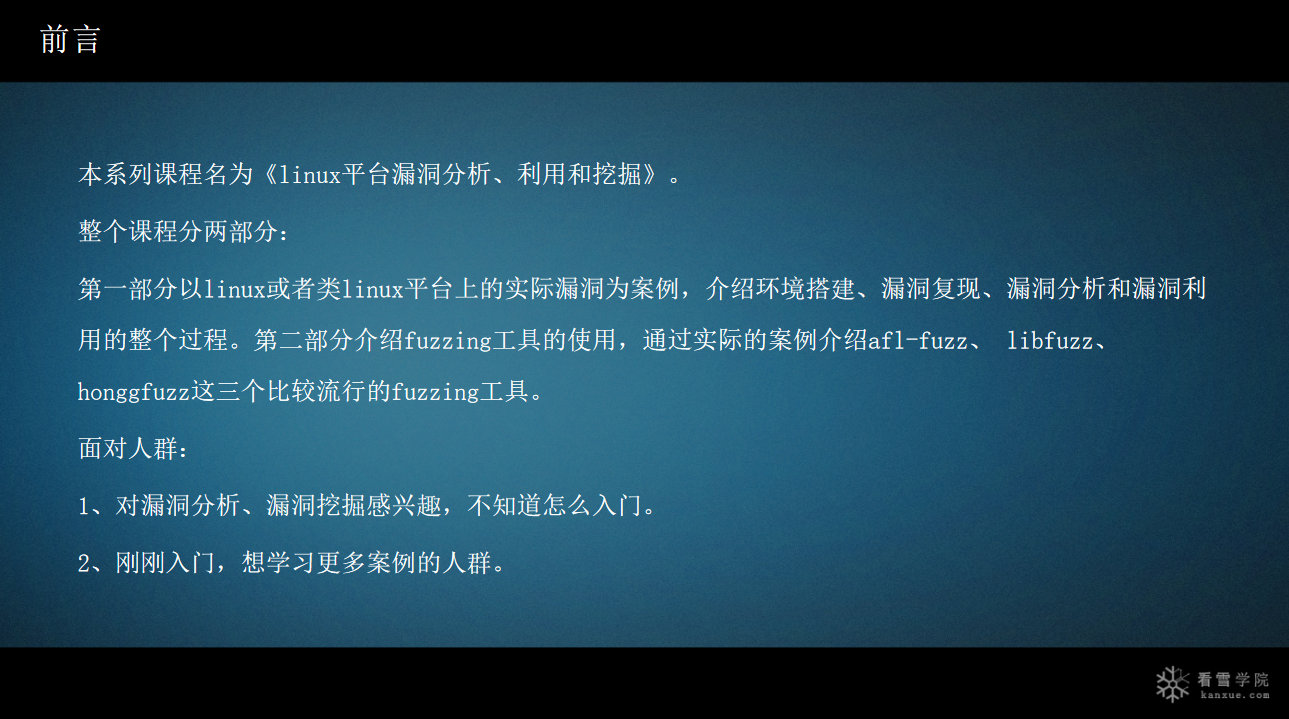 前言
本系列课程名为《linux平台漏洞分析、利用和挖掘》。
整个课程分两部分：
第一部分以linux或者类linux平台上的实际漏洞为案例，介绍环境搭建、漏洞复现、漏洞分析和漏洞利
用的整个过程。第二部分介绍fuzzing工具的使用，通过实际的案例介绍afl-fuzz、 libfuzz、
honggfuzz这三个比较流行的fuzzing工具。
面对人群：
1、对漏洞分析、漏洞挖掘感兴趣，不知道怎么入门。
2、刚刚入门，想学习更多案例的人群。
看雪学院
kanxue.com